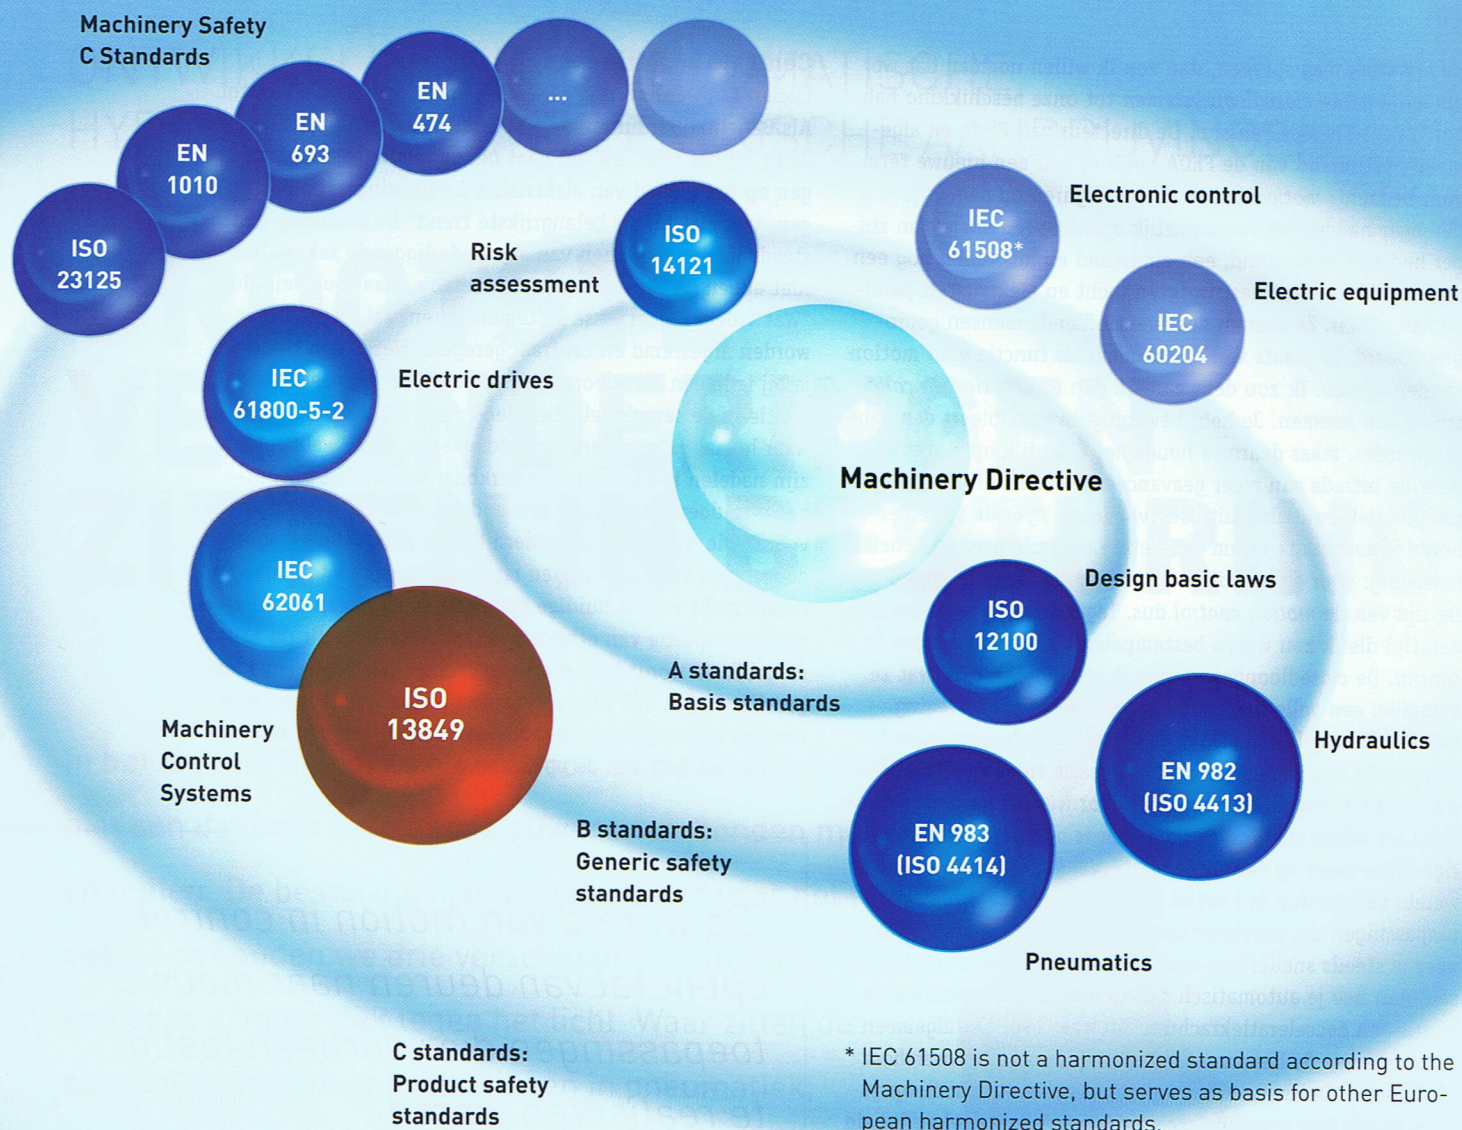 Machinery Safety
C Standards
EN
474
...
EN
693
EN
1010
ISO
23125
Risk
assessment
ISO
14121
IEC
61508*
Electronic control
IEC
60204
Electric equipment
IEC
61800-5-2
Electric drives
Machinery Directive
IEC
62061
ISO
12100
Design basic laws
A standards:
Basis standards
ISO
13849
Machinery
Control
Systems
EN 982
(ISO 4413)
Hydraulics
B standards:
Generic safety
standards
EN 983
(ISO 4414)
Pneumatics
C standards:
Product safety
standards
* IEC 61508 is not a harmonized standard according to the
Machinery Directive, but serves as basis for other Euro-
pean harmonized standards.